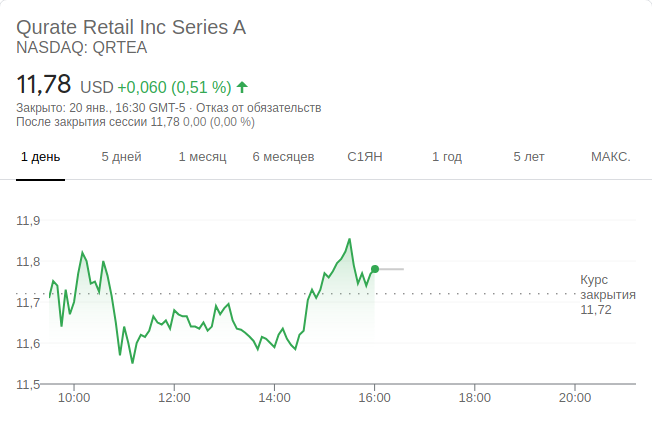 Qurate Retail Inc Series A
NASDAQ: QRTEA
11,78 USD +0,060 (0,51 %)
Закрыто: 20 янв., 16:30 GMT-5 · Отказ от обязательств
После закрытия сессии 11,78 0,00 (0,00 %)
1 день 5 дней 1 месяц 6 месяцев С1ЯН 1 год 5 лет МАКС.
11,9
11,8
11,7
11,6
11,5
Курс
закрытия
11,72
10:00 12:00 14:00 16:00 18:00 20:00